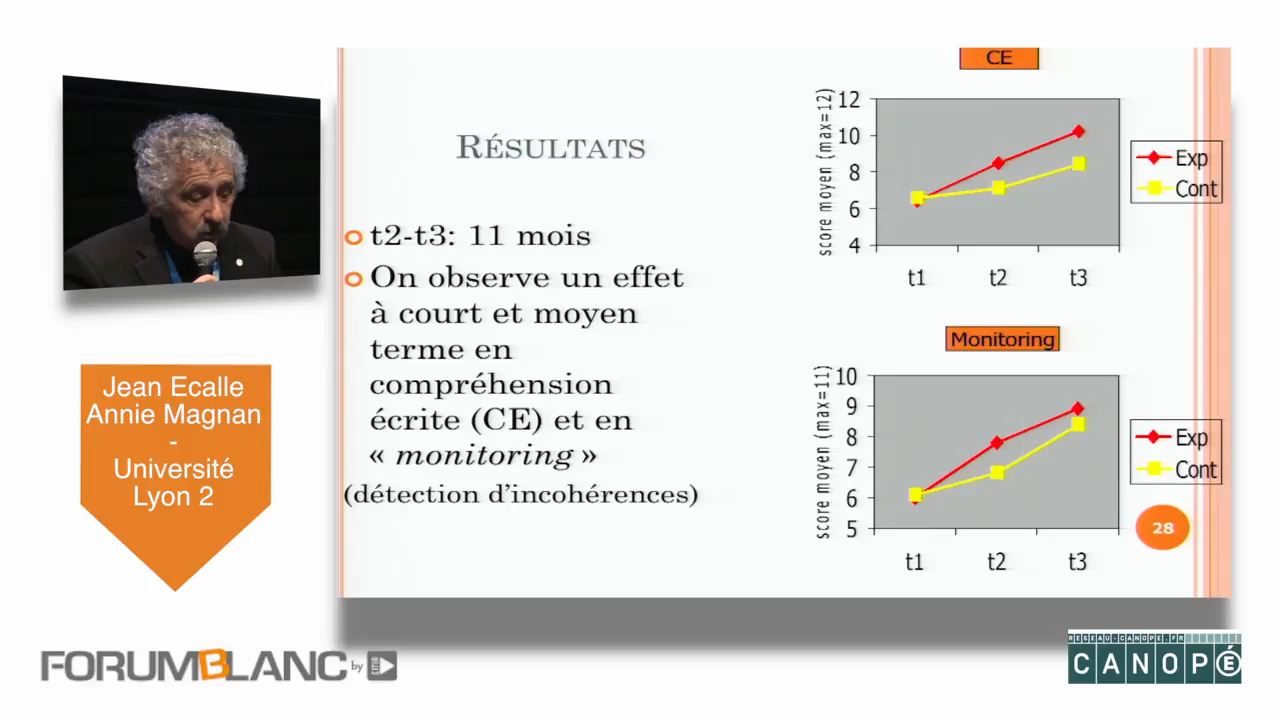 RÉSULTATS
t2-t3: 11 mois
On observe un effet
à court et moyen
terme en
compréhension
écrite (CE) et en
« monitoring »
(détection d'incohérences)
CE
score moyen (max=12)
12
10
8
6
4
t1 t2 t3
Exp
Cont
Monitoring
score moyen (max=11)
10
9
8
7
6
5
t1 t2 t3
Exp
Cont
28
Jean Ecalle
Annie Magnan
-
Université
Lyon 2
FORUMBLANC by
RESEAU-CANOPE.FR
CANOPÉ